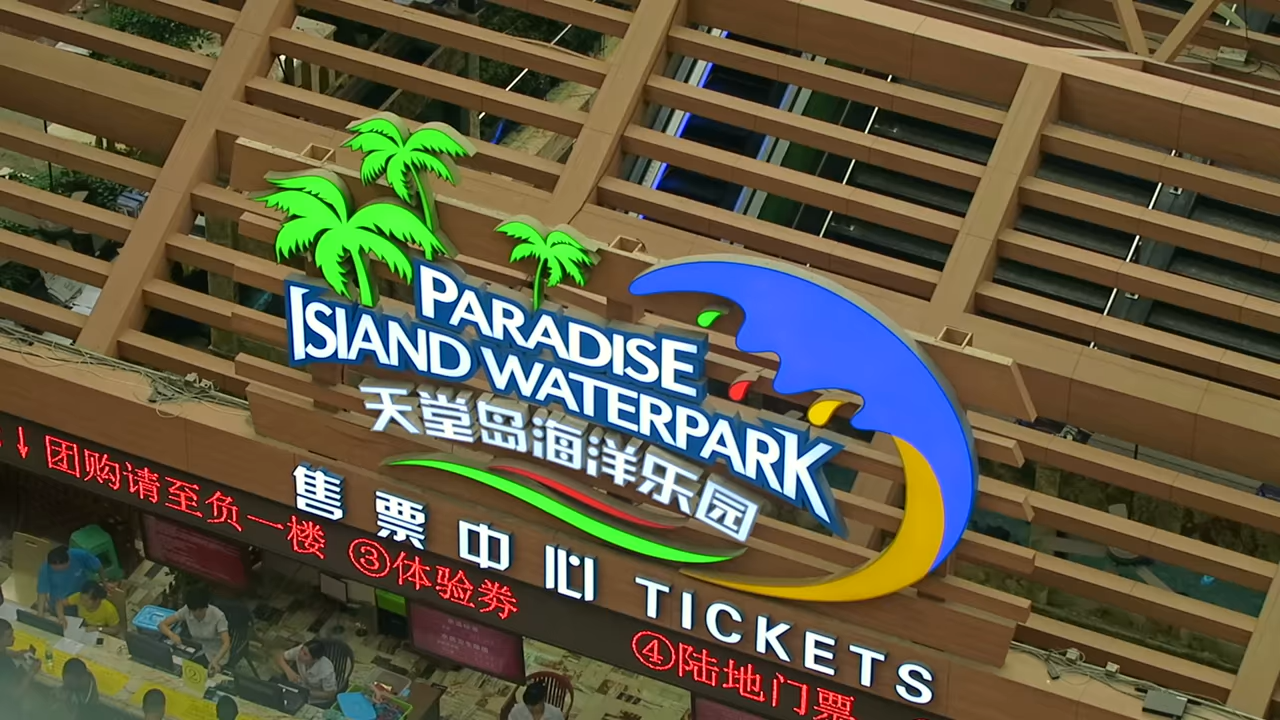 PARADISE
ISLAND WATERPARK
天堂岛海洋乐园
售票中心 TICKETS
↓团购请至负一楼 ③体验券 ④陆地门票